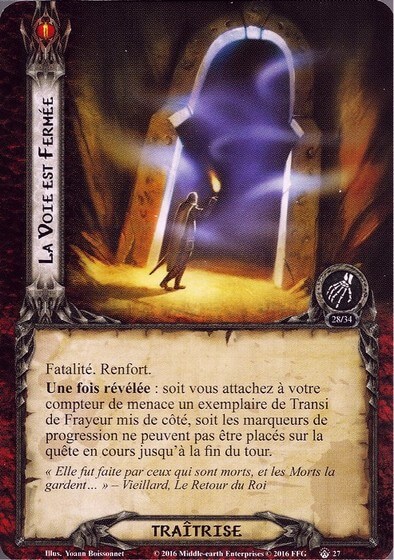 LA VOIE EST FERMÉE
28/34
Fatalité. Renfort.
Une fois révélée : soit vous attachez à votre
compteur de menace un exemplaire de Transi
de Frayeur mis de côté, soit les marqueurs de
progression ne peuvent pas être placés sur la
quête en cours jusqu'à la fin du tour.
« Elle fut faite par ceux qui sont morts, et les Morts la
gardent… » – Vieillard, Le Retour du Roi
TRAÎTRISE
Illus. Yoann Boissonnet © 2016 Middle-earth Enterprises © 2016 FFG 27